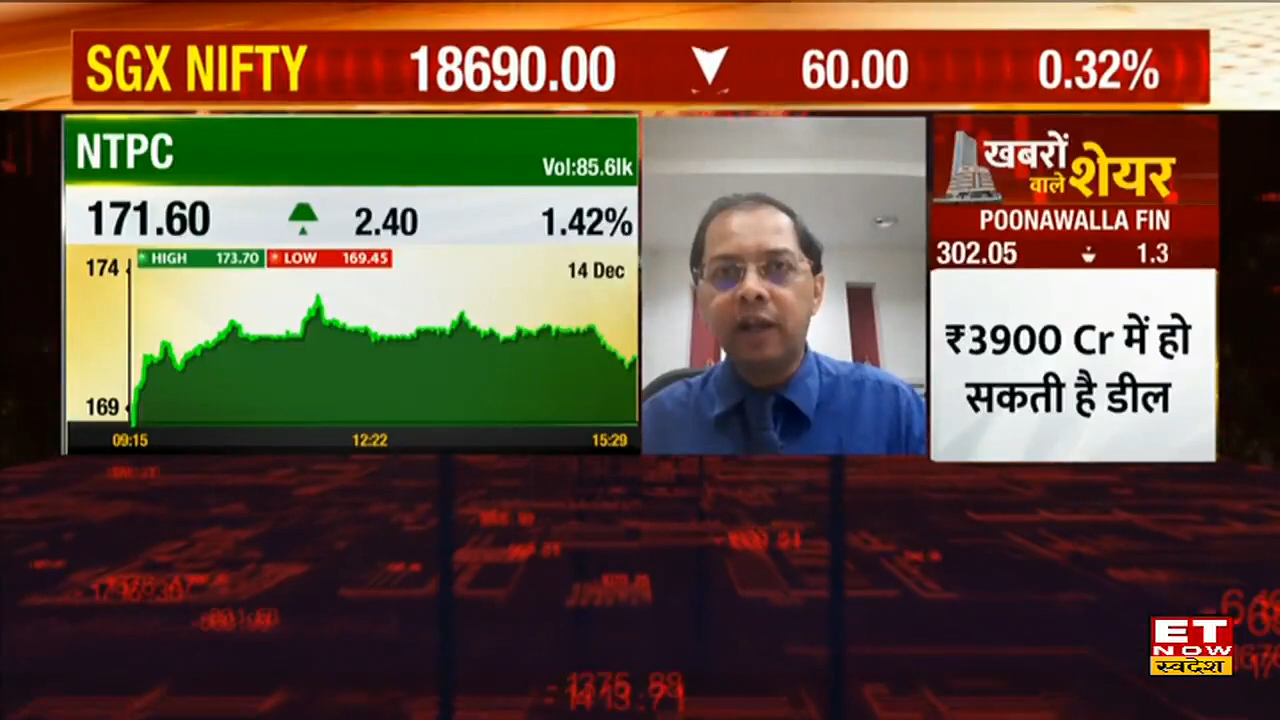 SGX NIFTY 18690.00 60.00 0.32%
NTPC
Vol:85.6lk
171.60 2.40 1.42%
HIGH 173.70 LOW 169.45
14 Dec
174
169
09:15 12:22 15:29
खबरों
वाले शेयर
POONAWALLA FIN
302.05 1.3
₹3900 Cr में हो
सकती है डील
ET
NOW
स्वदेश